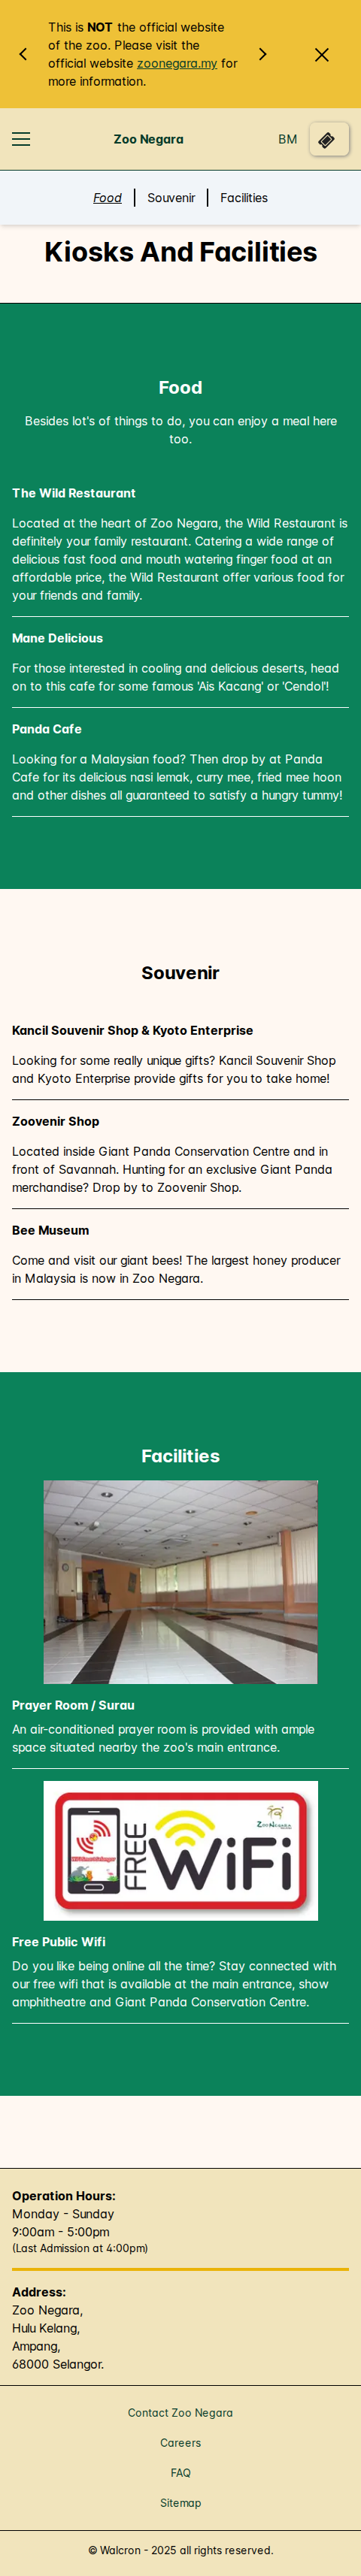 This is NOT the official website
of the zoo. Please visit the
official website zoonegara.my for
more information.
Zoo Negara
BM
Food
Souvenir
Facilities
Kiosks And Facilities
Food
Besides lot's of things to do, you can enjoy a meal here
too.
The Wild Restaurant
Located at the heart of Zoo Negara, the Wild Restaurant is
definitely your family restaurant. Catering a wide range of
delicious fast food and mouth watering finger food at an
affordable price, the Wild Restaurant offer various food for
your friends and family.
Mane Delicious
For those interested in cooling and delicious deserts, head
on to this cafe for some famous 'Ais Kacang' or 'Cendol'!
Panda Cafe
Looking for a Malaysian food? Then drop by at Panda
Cafe for its delicious nasi lemak, curry mee, fried mee hoon
and other dishes all guaranteed to satisfy a hungry tummy!
Souvenir
Kancil Souvenir Shop & Kyoto Enterprise
Looking for some really unique gifts? Kancil Souvenir Shop
and Kyoto Enterprise provide gifts for you to take home!
Zoovenir Shop
Located inside Giant Panda Conservation Centre and in
front of Savannah. Hunting for an exclusive Giant Panda
merchandise? Drop by to Zoovenir Shop.
Bee Museum
Come and visit our giant bees! The largest honey producer
in Malaysia is now in Zoo Negara.
Facilities
Prayer Room / Surau
An air-conditioned prayer room is provided with ample
space situated nearby the zoo's main entrance.
FREE
WiFi
ZOO NEGARA
Free Public Wifi
Do you like being online all the time? Stay connected with
our free wifi that is available at the main entrance, show
amphitheatre and Giant Panda Conservation Centre.
Operation Hours:
Monday - Sunday
9:00am - 5:00pm
(Last Admission at 4:00pm)
Address:
Zoo Negara,
Hulu Kelang,
Ampang,
68000 Selangor.
Contact Zoo Negara
Careers
FAQ
Sitemap
© Walcron - 2025 all rights reserved.